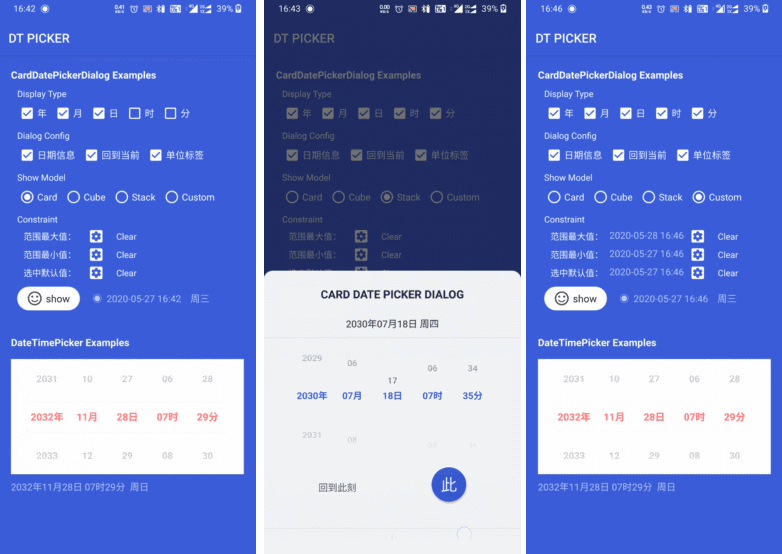 16:42 0.41 KB/S 39%
DT PICKER
CardDatePickerDialog Examples
Display Type
年 月 日 时 分
Dialog Config
日期信息 回到当前 单位标签
Show Model
Card Cube Stack Custom
Constraint
范围最大值: Clear
范围最小值: Clear
选中默认值: Clear
show 2020-05-27 16:42 周三
DateTimePicker Examples
2031 10 27 06 28
2032年 11月 28日 07时 29分
2033 12 29 08 30
2032年11月28日 07时29分 周日
16:43 0.00 KB/S 39%
DT PICKER
CardDatePickerDialog Examples
Display Type
年 月 日 时 分
Dialog Config
日期信息 回到当前 单位标签
Show Model
Card Cube Stack Custom
Constraint
范围最大值: Clear
范围最小值: Clear
CARD DATE PICKER DIALOG
2030年07月18日 周四
2029 06 17 06 34
2030年 07月 18日 07时 35分
2031 08
回到此刻 此
16:46 0.43 KB/S 39%
DT PICKER
CardDatePickerDialog Examples
Display Type
年 月 日 时 分
Dialog Config
日期信息 回到当前 单位标签
Show Model
Card Cube Stack Custom
Constraint
范围最大值: 2020-05-28 16:46 Clear
范围最小值: 2020-05-27 16:46 Clear
选中默认值: 2020-05-27 16:46 Clear
show 2020-05-27 16:46 周三
DateTimePicker Examples
2031 10 27 06 28
2032年 11月 28日 07时 29分
2033 12 29 08 30
2032年11月28日 07时29分 周日